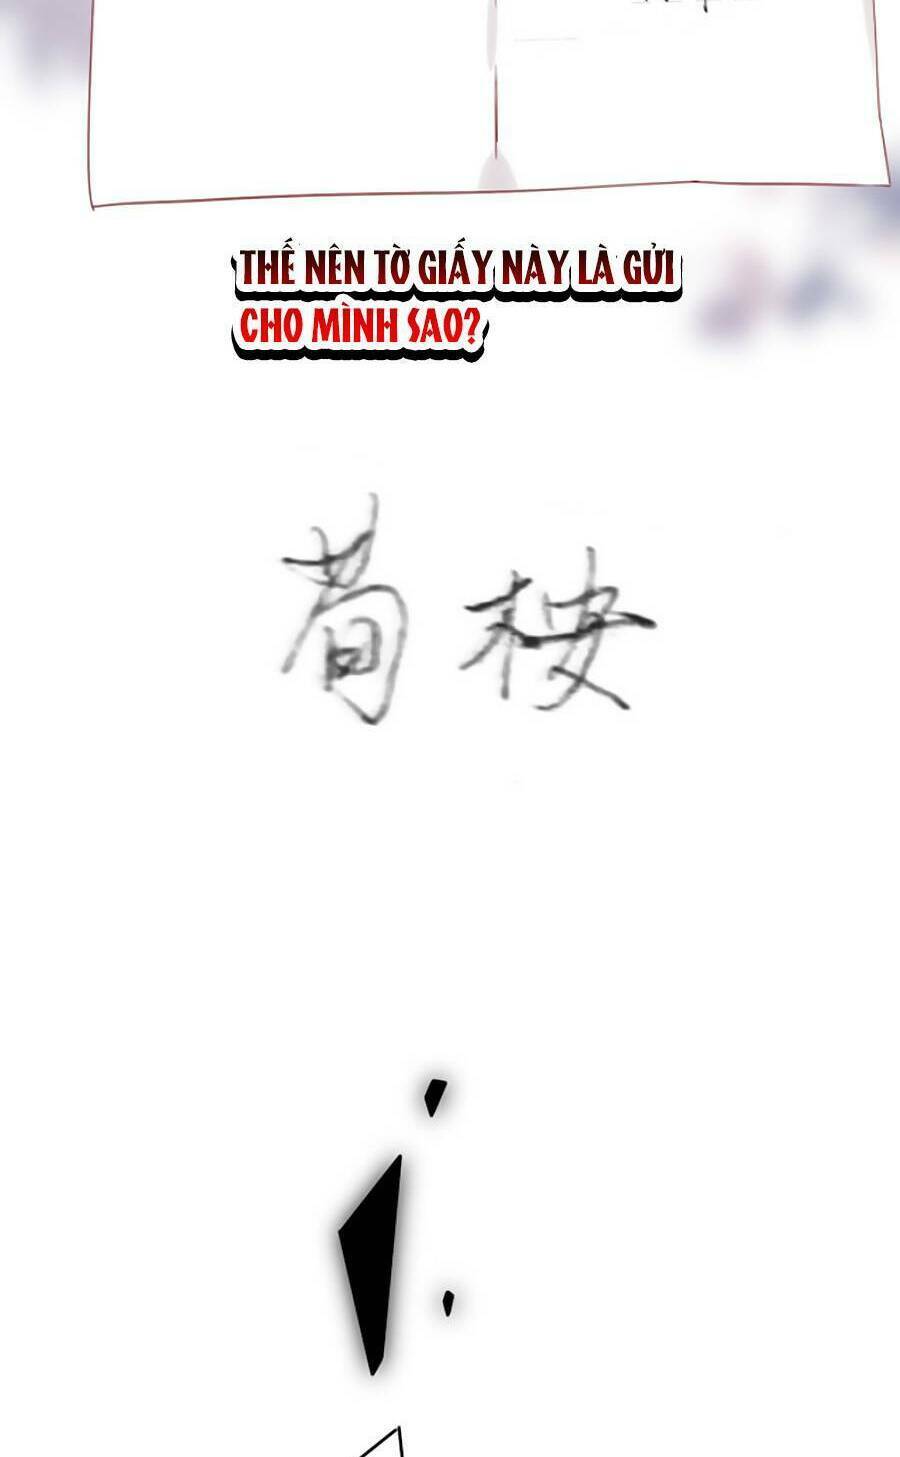 THẾ NÊN TỜ GIẤY NÀY LÀ GỬI
CHO MÌNH SAO?
荀桉